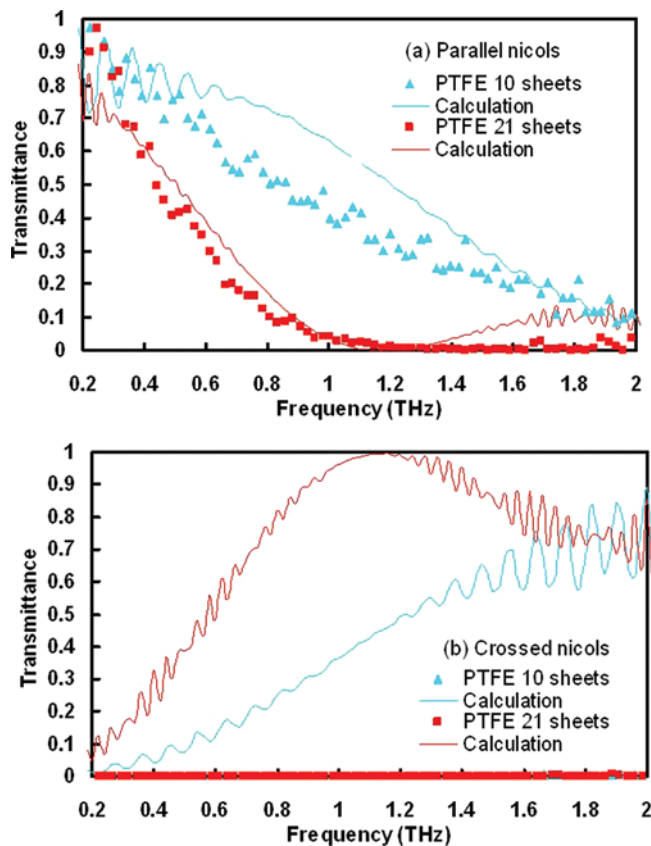 1
0.9
0.8
0.7
0.6
0.5
0.4
0.3
0.2
0.1
0
Transmittance
(a) Parallel nicols
PTFE 10 sheets
Calculation
PTFE 21 sheets
Calculation
0.2 0.4 0.6 0.8 1 1.2 1.4 1.6 1.8 2
Frequency (THz)
1
0.9
0.8
0.7
0.6
0.5
0.4
0.3
0.2
0.1
0
Transmittance
(b) Crossed nicols
PTFE 10 sheets
Calculation
PTFE 21 sheets
Calculation
0.2 0.4 0.6 0.8 1 1.2 1.4 1.6 1.8 2
Frequency (THz)